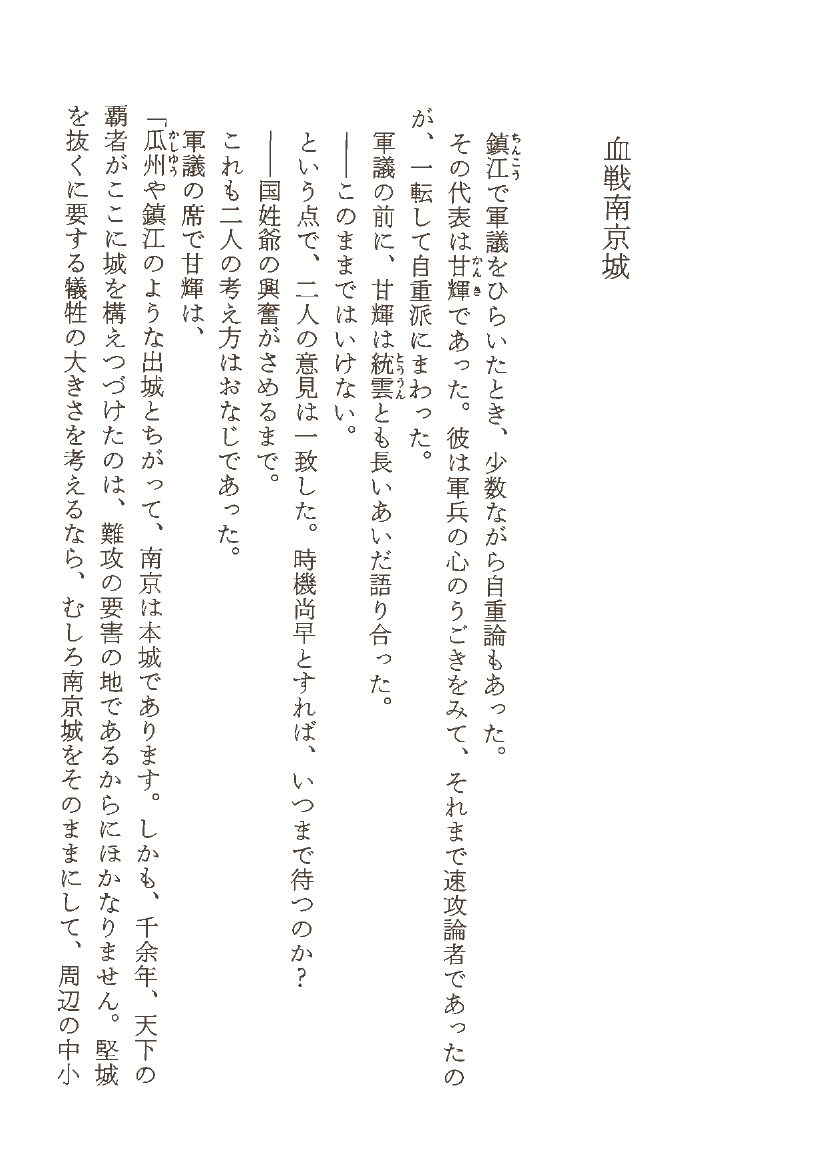 血戦南京城
鎮江で軍議をひらいたとき、少数ながら自重論もあった。
その代表は甘輝であった。彼は軍兵の心のうごきをみて、それまで速攻論者であったの
が、一転して自重派にまわった。
軍議の前に、甘輝は統雲とも長いあいだ語り合った。
――このままではいけない。
という点で、二人の意見は一致した。時機尚早とすれば、いつまで待つのか?
――国姓爺の興奮がさめるまで。
これも二人の考え方はおなじであった。
軍議の席で甘輝は、
「瓜州や鎮江のような出城とちがって、南京は本城であります。しかも、千余年、天下の
覇者がここに城を構えつづけたのは、難攻の要害の地であるからにほかなりません。堅城
を抜くに要する犠牲の大きさを考えるなら、むしろ南京城をそのままにして、周辺の中小